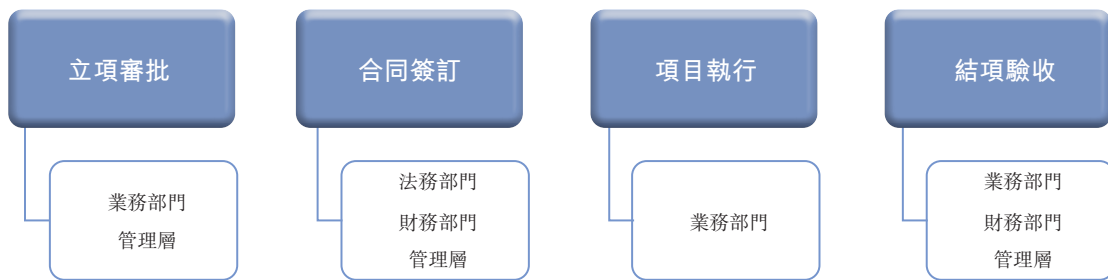 立項審批
業務部門
管理層
合同簽訂
法務部門
財務部門
管理層
項目執行
業務部門
結項驗收
業務部門
財務部門
管理層